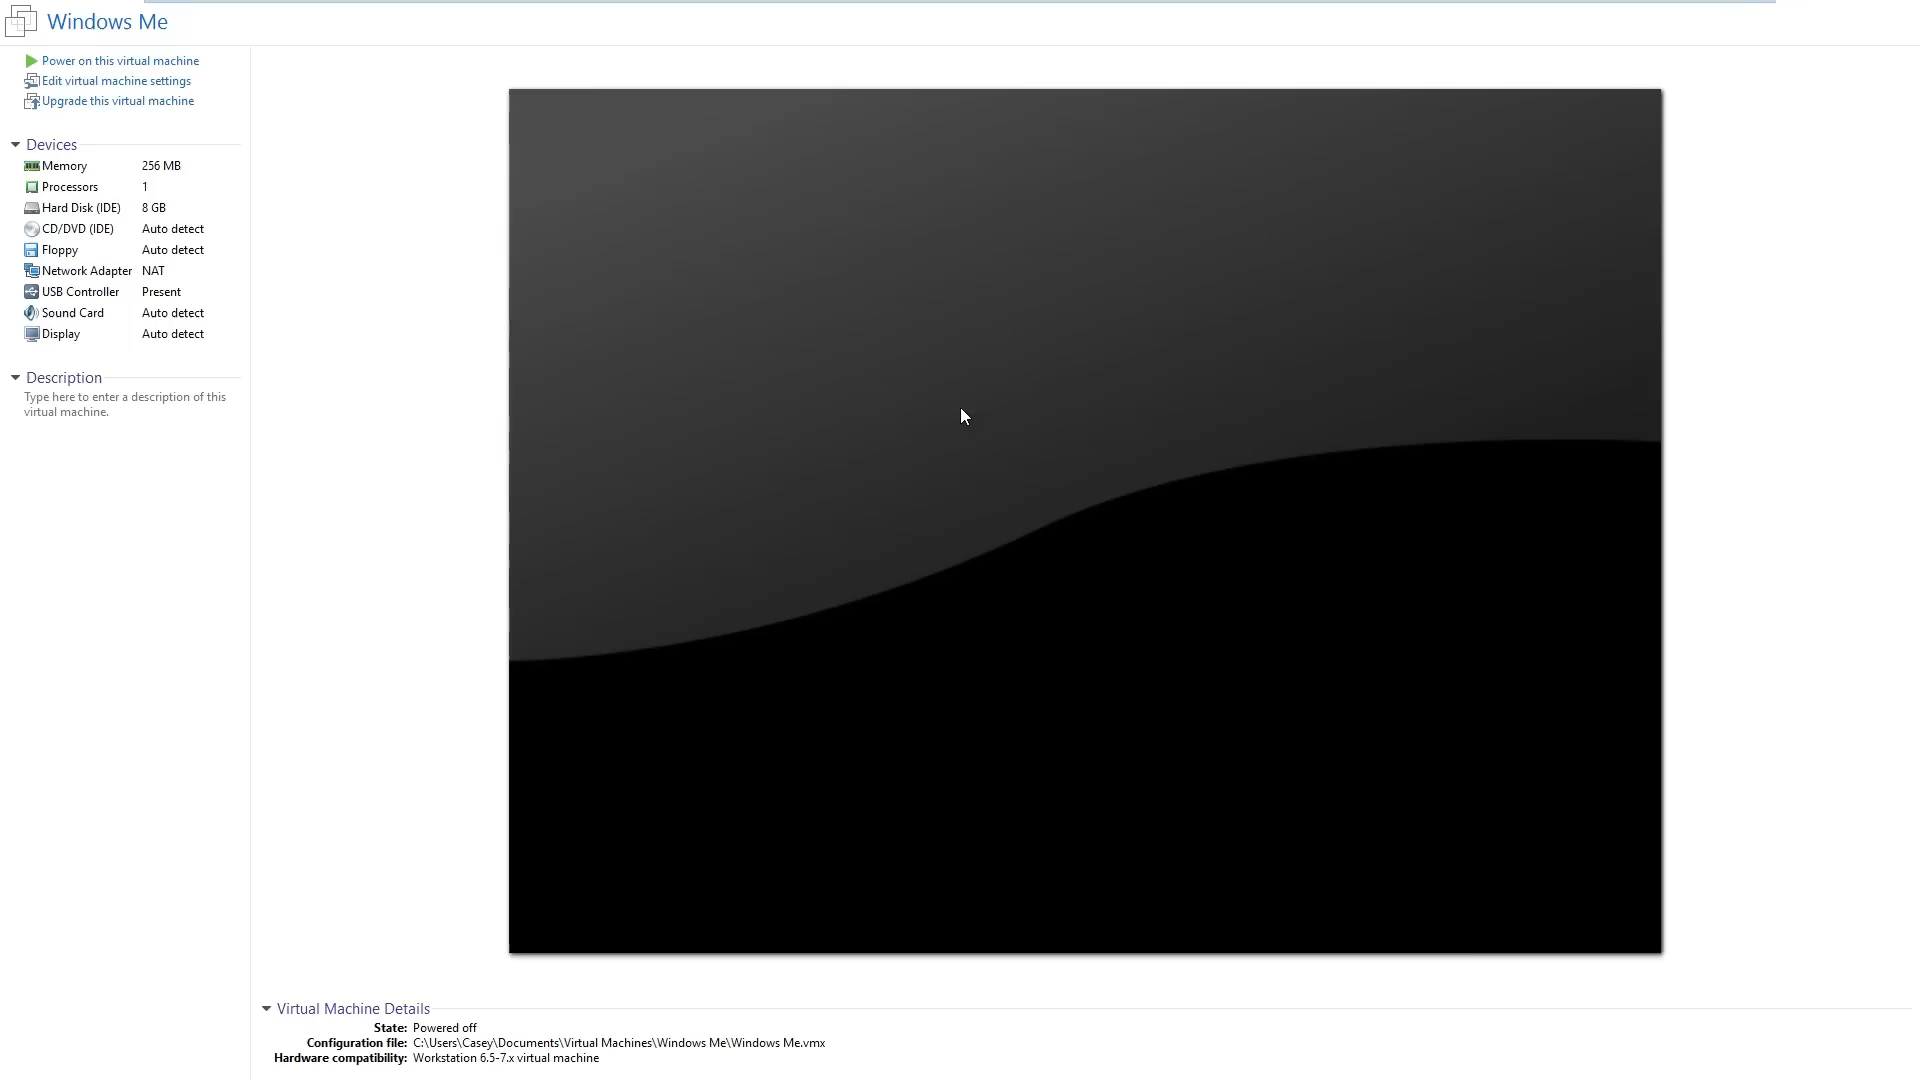 Windows Me
Power on this virtual machine
Edit virtual machine settings
Upgrade this virtual machine
Devices
Memory 256 MB
Processors 1
Hard Disk (IDE) 8 GB
CD/DVD (IDE) Auto detect
Floppy Auto detect
Network Adapter NAT
USB Controller Present
Sound Card Auto detect
Display Auto detect
Description
Type here to enter a description of this
virtual machine.
Virtual Machine Details
State: Powered off
Configuration file: C:\Users\Casey\Documents\Virtual Machines\Windows Me\Windows Me.vmx
Hardware compatibility: Workstation 6.5-7.x virtual machine